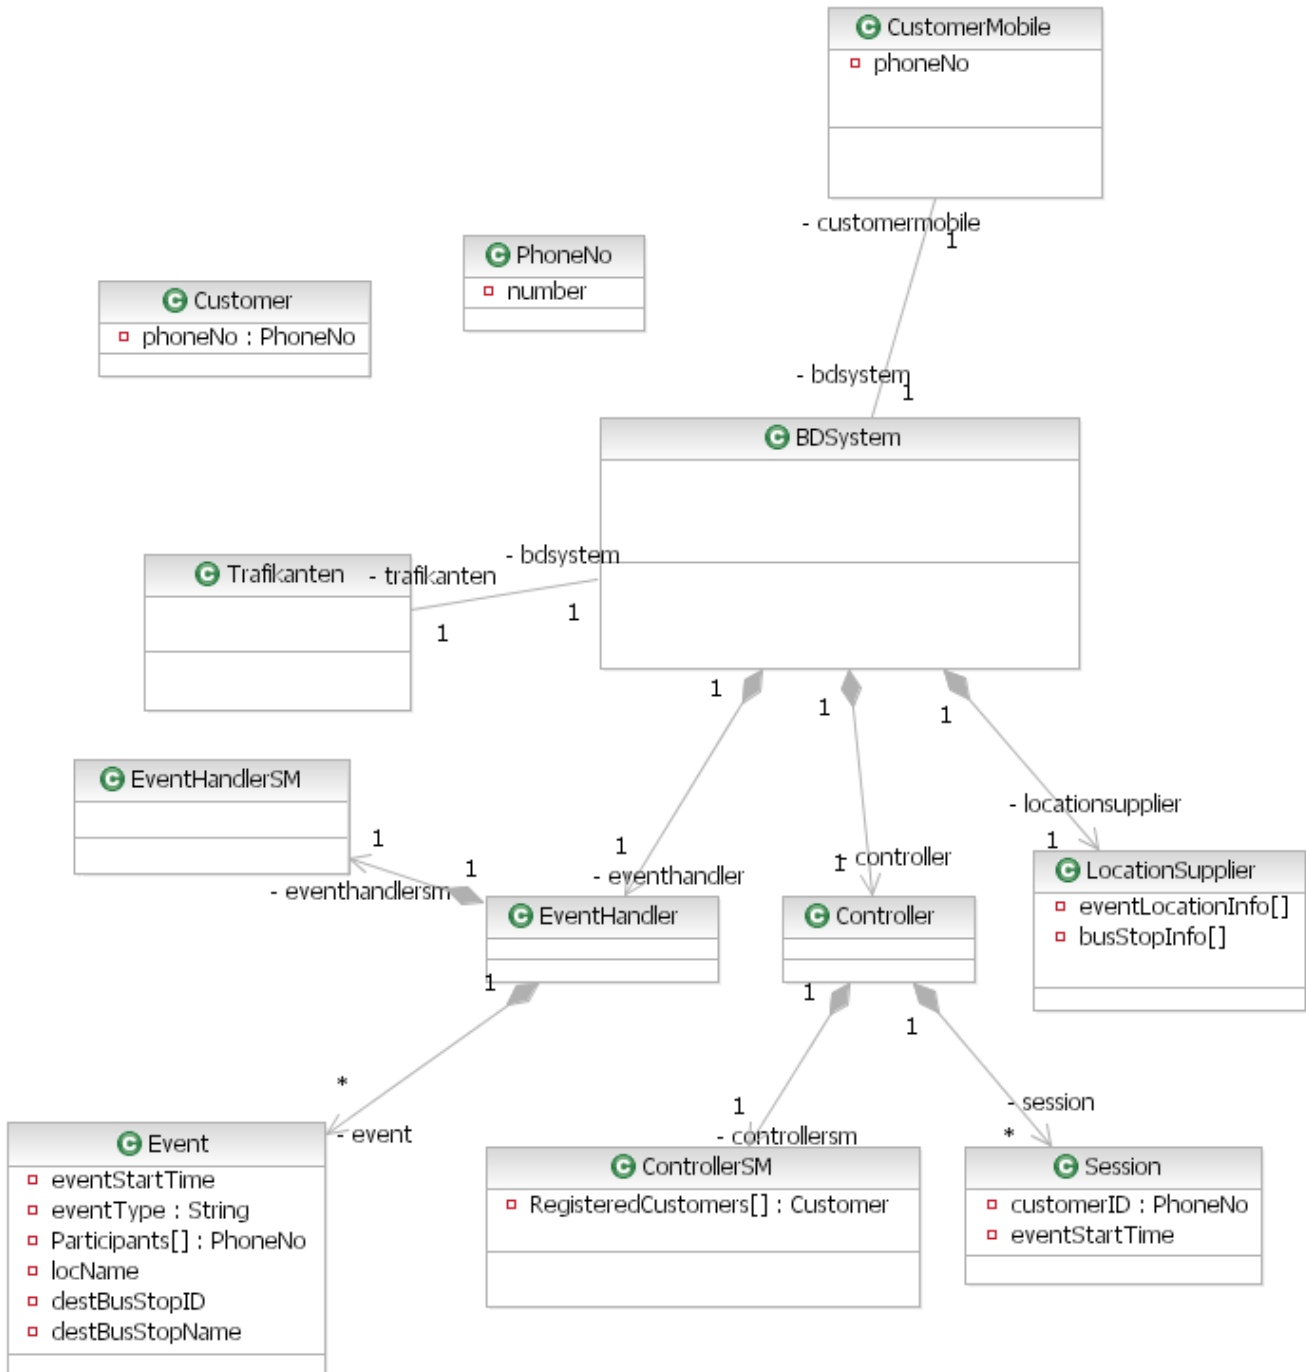 CustomerMobile
phoneNo
- customermobile
1
PhoneNo
number
Customer
phoneNo : PhoneNo
- bdsystem
1
BDSystem
- bdsystem
Trafikanten
- trafikanten
1
1
1
1
1
EventHandlerSM
- locationsupplier
1
1
1
1
- controller
1
- eventhandler
- eventhandlersm
LocationSupplier
eventLocationInfo[]
busStopInfo[]
EventHandler
Controller
1
1
1
*
- event
1
- controllersm
- session
*
Event
eventStartTime
eventType : String
Participants[] : PhoneNo
locName
destBusStopID
destBusStopName
ControllerSM
RegisteredCustomers[] : Customer
Session
customerID : PhoneNo
eventStartTime